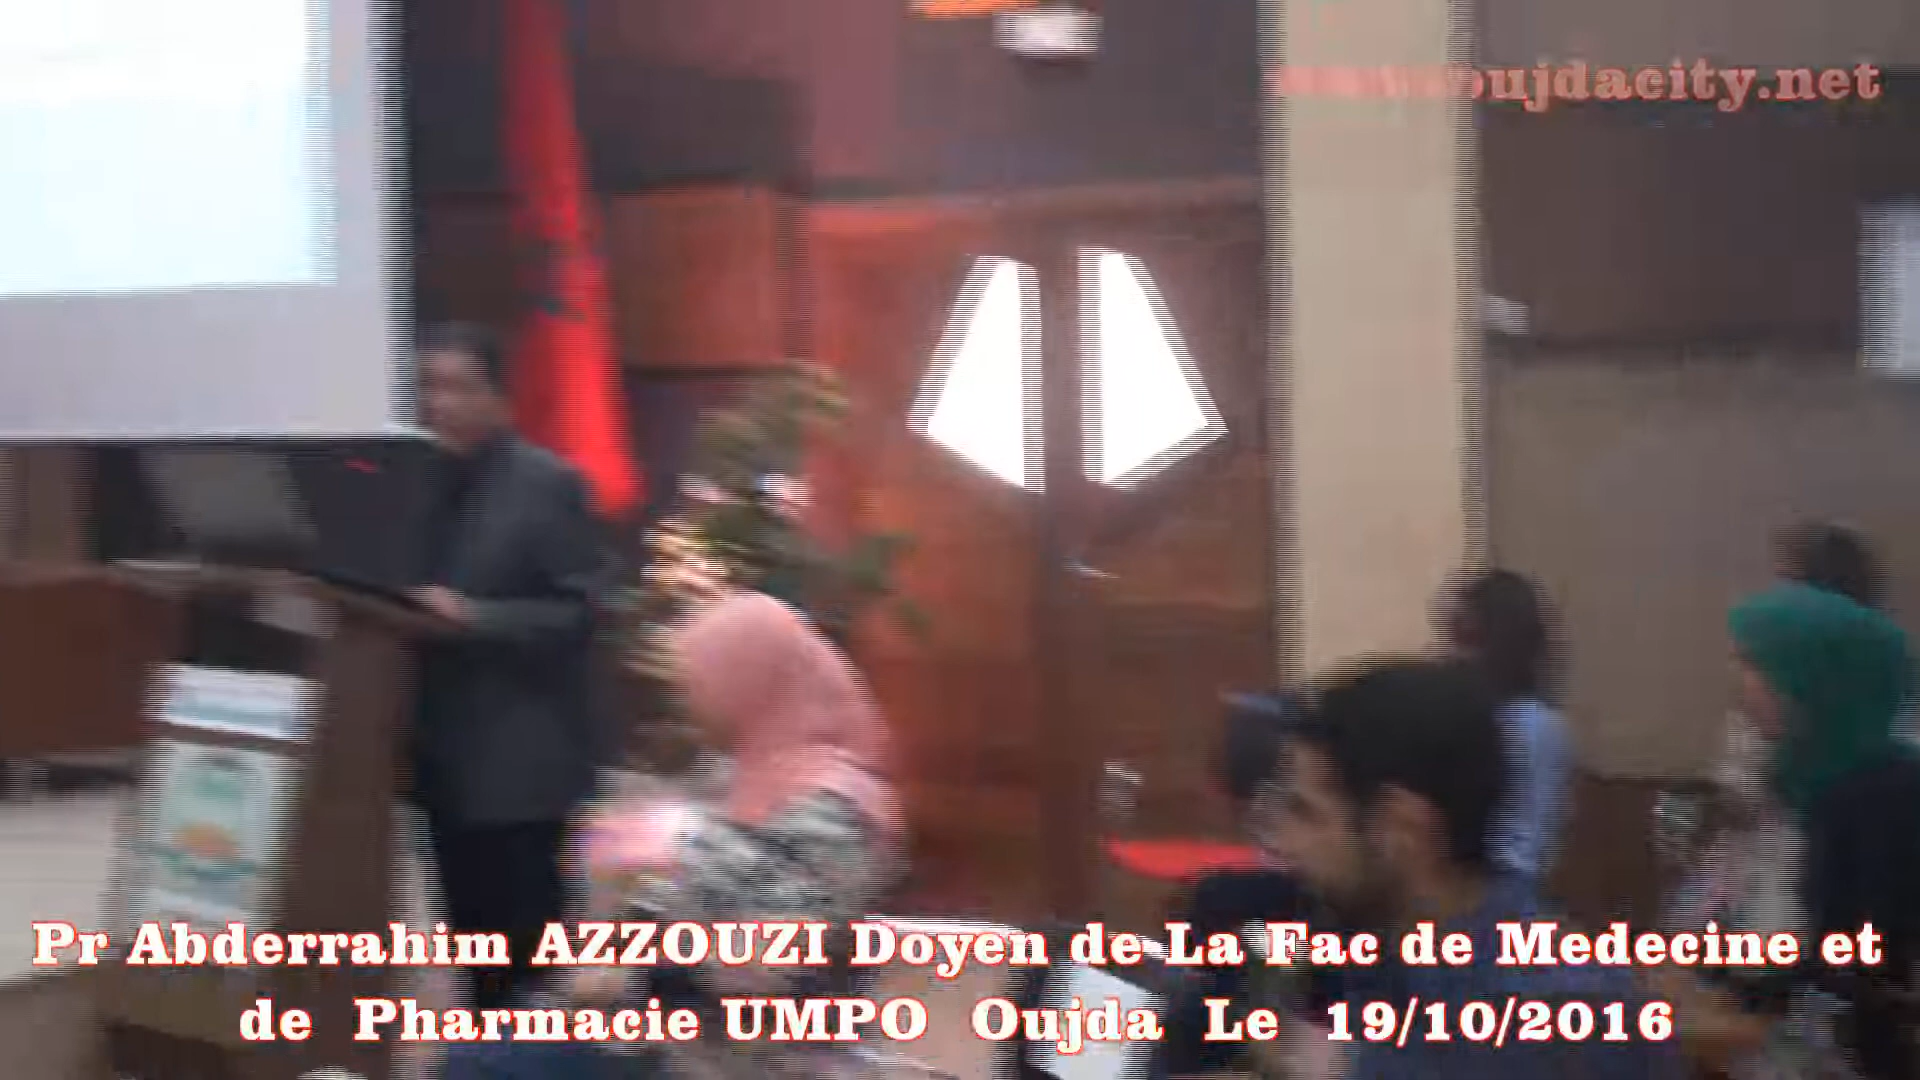 oujdacity.net
Pr Abderrahim AZZOUZI Doyen de La Fac de Medecine et
de Pharmacie UMPO Oujda Le 19/10/2016